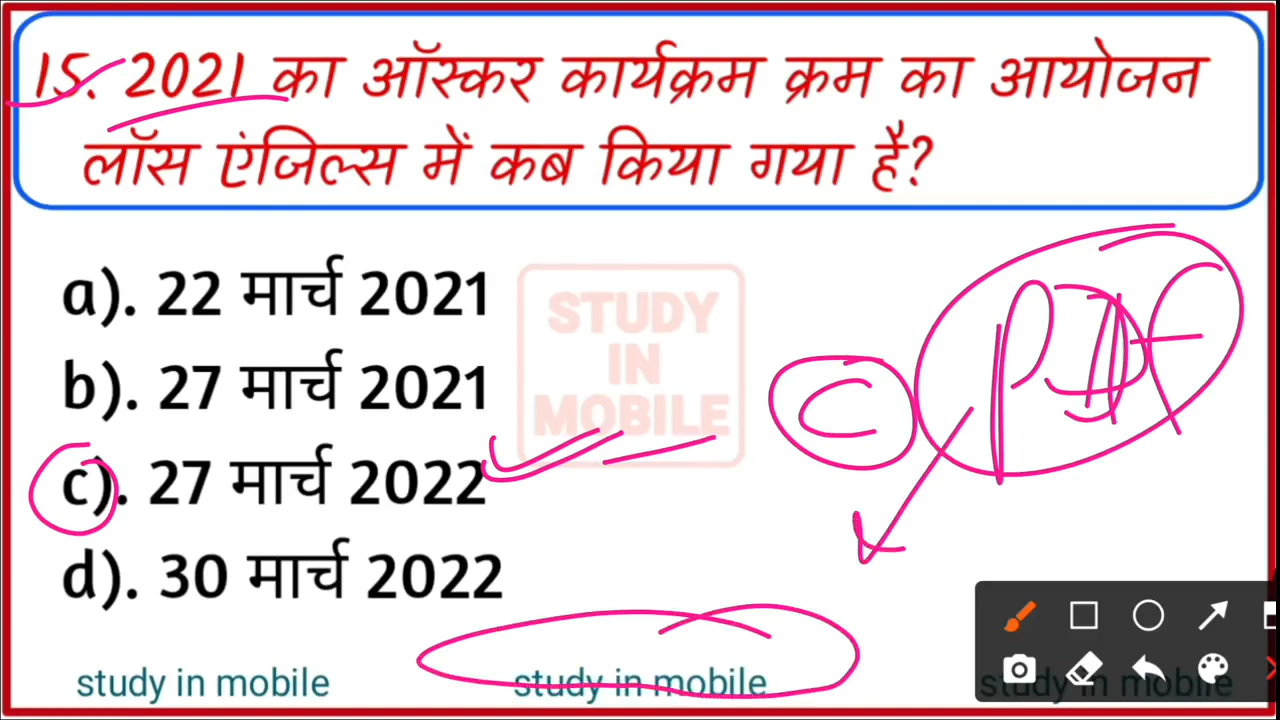 15. 2021 का ऑस्कर कार्यक्रम क्रम का आयोजन
लॉस एंजिल्स में कब किया गया है?
a). 22 मार्च 2021
b). 27 मार्च 2021
c). 27 मार्च 2022
d). 30 मार्च 2022
STUDY
IN
MOBILE
C
PDF
study in mobile
study in mobile
study in mobile